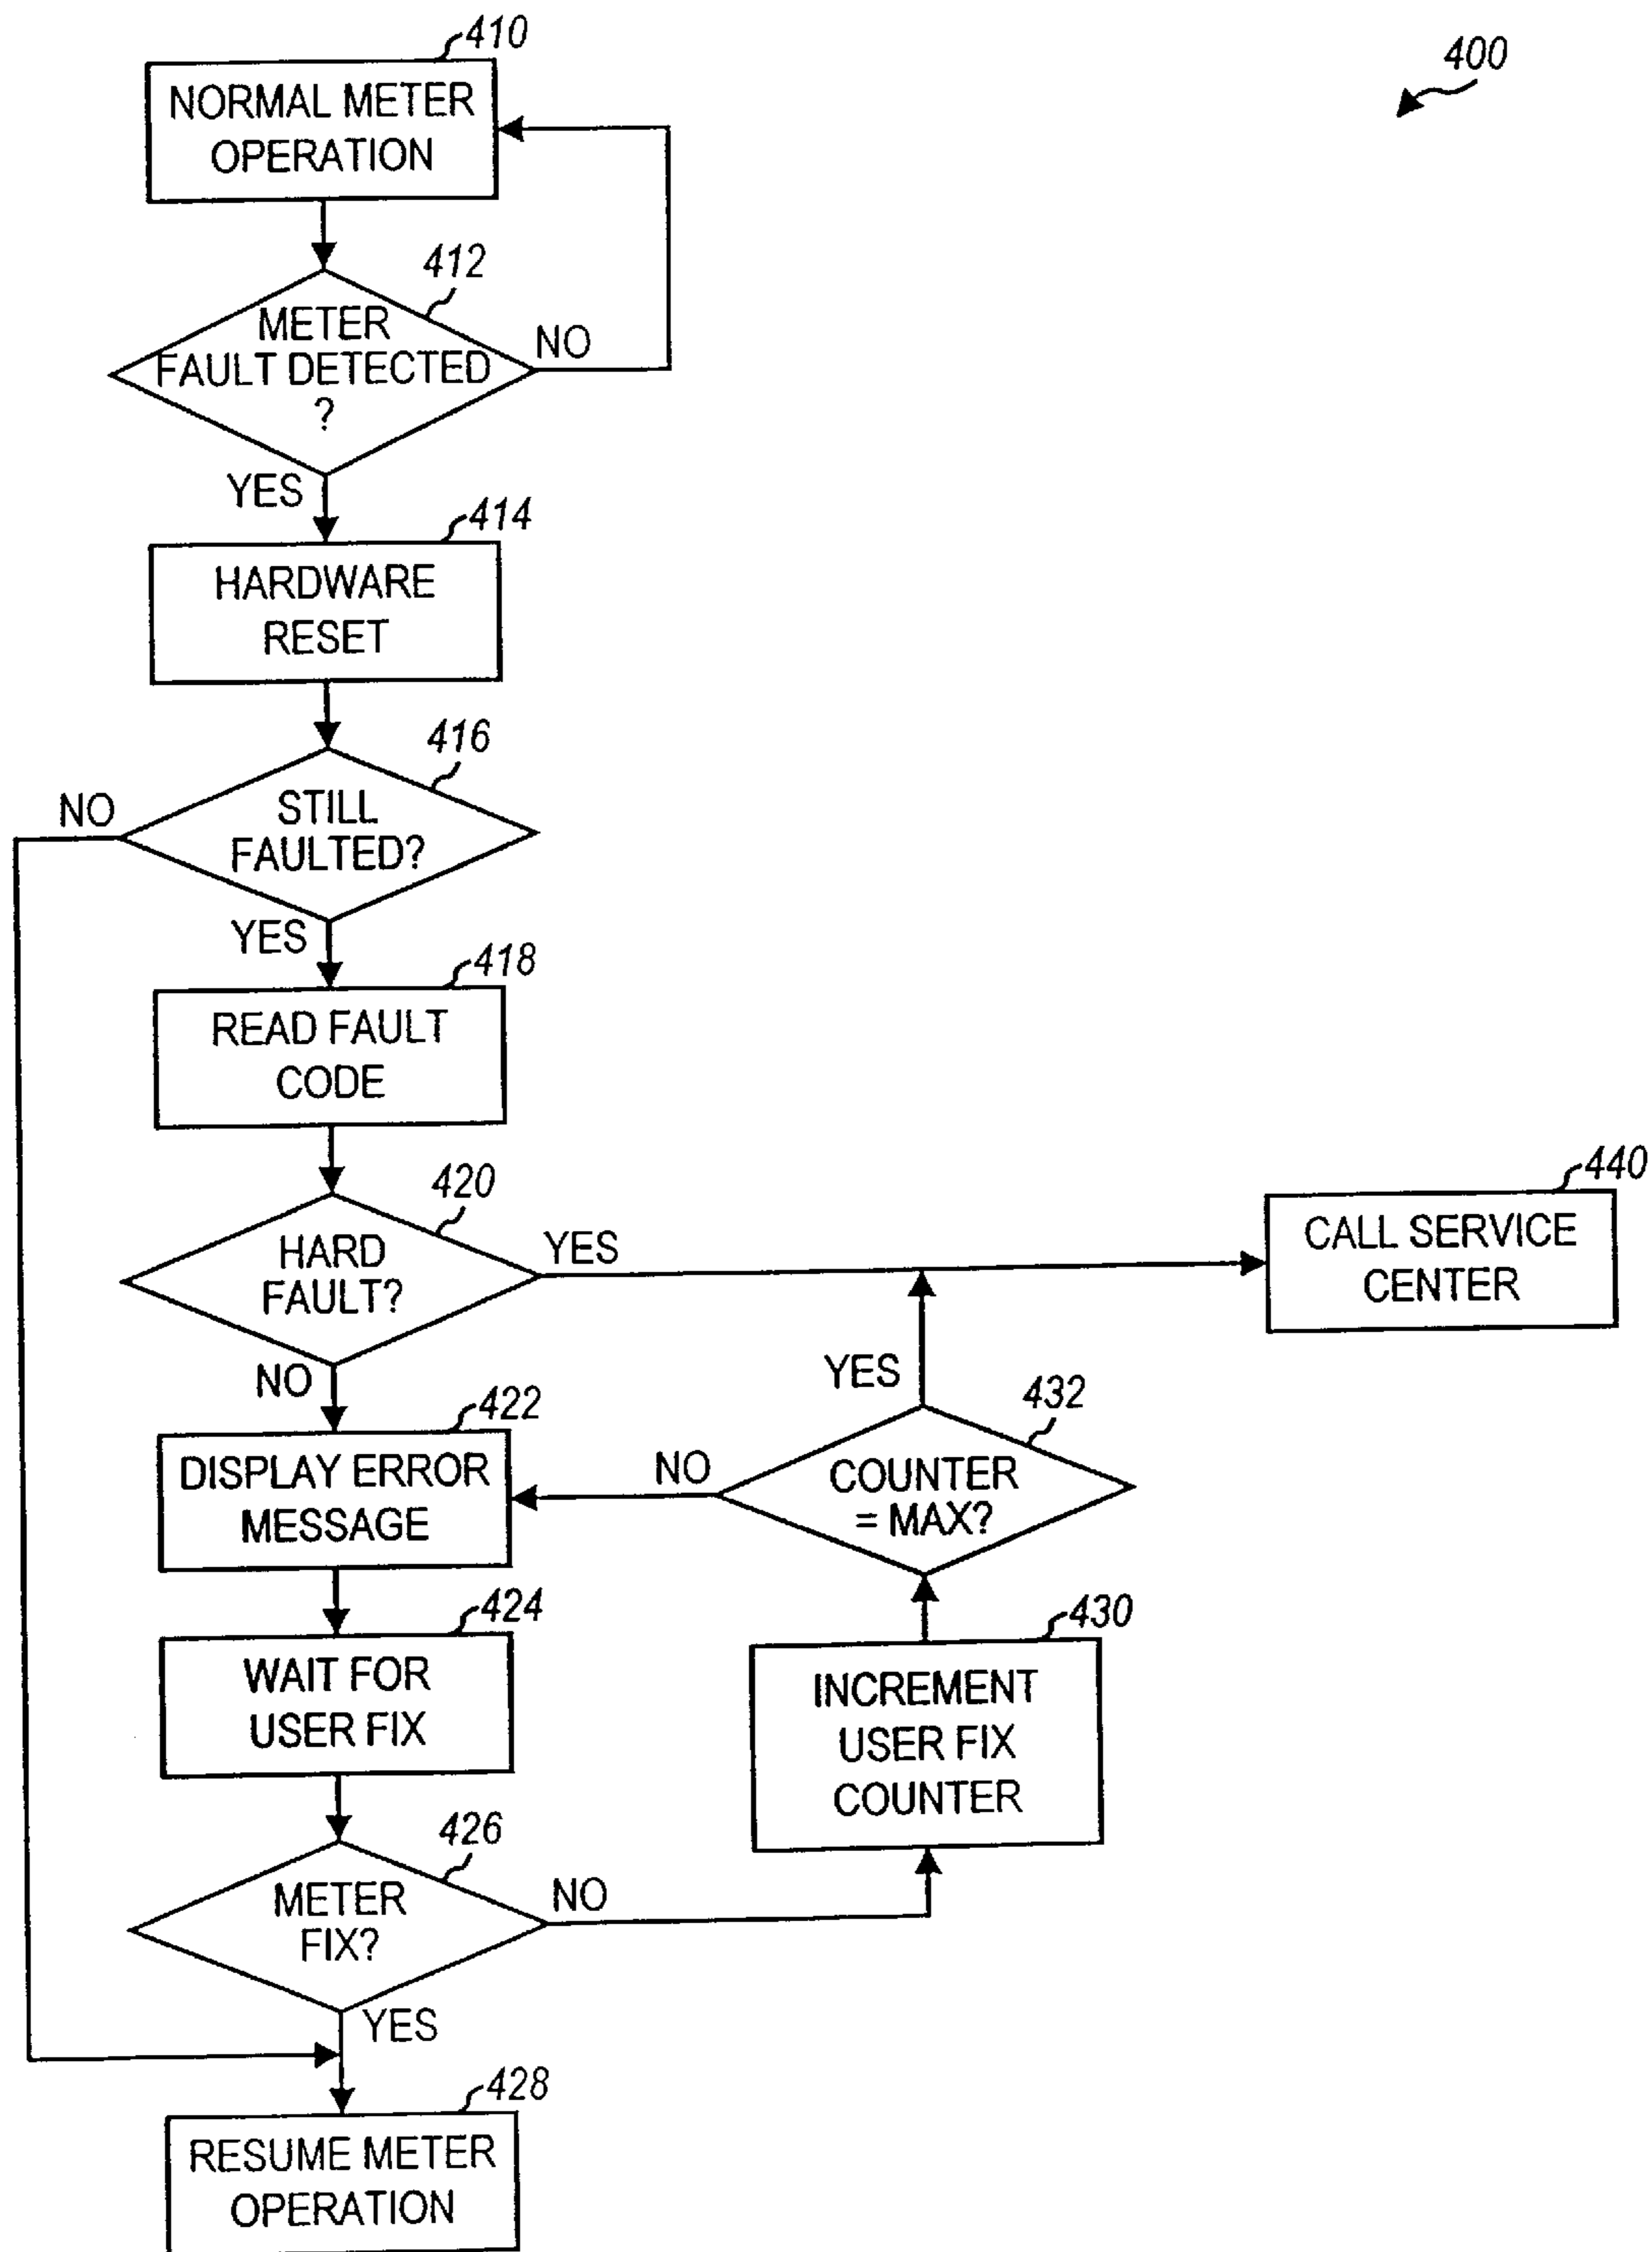 410
400
NORMAL METER
OPERATION
412
METER
FAULT DETECTED
?
NO
YES
414
HARDWARE
RESET
416
NO
STILL
FAULTED?
YES
418
READ FAULT
CODE
420
HARD
FAULT?
YES
440
CALL SERVICE
CENTER
NO
422
DISPLAY ERROR
MESSAGE
YES
432
NO
COUNTER
= MAX?
424
WAIT FOR
USER FIX
430
INCREMENT
USER FIX
COUNTER
426
METER
FIX?
NO
YES
428
RESUME METER
OPERATION